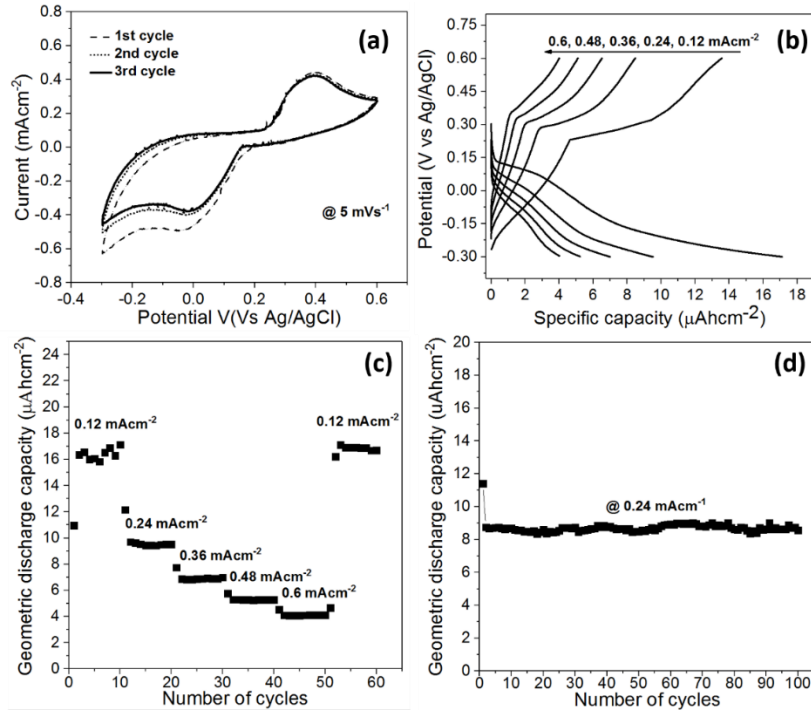 (a)
1st cycle
2nd cycle
3rd cycle
@ 5 mVs⁻¹
0.8
0.6
0.4
0.2
0.0
-0.2
-0.4
-0.6
-0.8
Current (mAcm⁻²)
-0.4 -0.2 0.0 0.2 0.4 0.6
Potential V(Vs Ag/AgCl)
(b)
0.6, 0.48, 0.36, 0.24, 0.12 mAcm⁻²
0.75
0.60
0.45
0.30
0.15
0.00
-0.15
-0.30
Potential (V vs Ag/AgCl)
0 2 4 6 8 10 12 14 16 18
Specific capacity (µAhcm⁻²)
(c)
0.12 mAcm⁻²
0.12 mAcm⁻²
0.24 mAcm⁻²
0.36 mAcm⁻²
0.48 mAcm⁻²
0.6 mAcm⁻²
26
24
22
20
18
16
14
12
10
8
6
4
2
0
Geometric discharge capacity (µAhcm⁻²)
0 10 20 30 40 50 60
Number of cycles
(d)
@ 0.24 mAcm⁻¹
20
18
16
14
12
10
8
6
4
2
0
Geometric discharge capacity (uAhcm⁻²)
0 10 20 30 40 50 60 70 80 90 100
Number of cycles